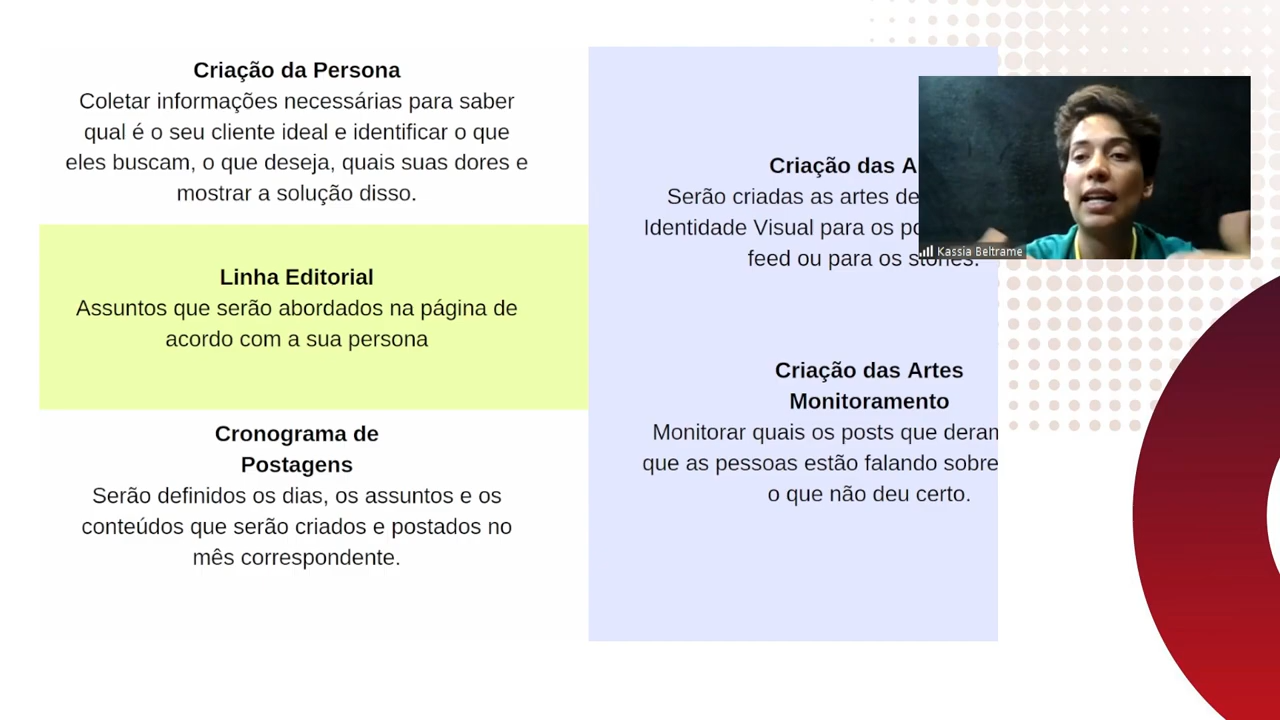 Criação da Persona
Coletar informações necessárias para saber
qual é o seu cliente ideal e identificar o que
eles buscam, o que deseja, quais suas dores e
mostrar a solução disso.
Linha Editorial
Assuntos que serão abordados na página de
acordo com a sua persona
Cronograma de
Postagens
Serão definidos os dias, os assuntos e os
conteúdos que serão criados e postados no
mês correspondente.
Criação das A
Serão criadas as artes de
Identidade Visual para os po
feed ou para os stories.
Criação das Artes
Monitoramento
Monitorar quais os posts que deram
que as pessoas estão falando sobre
o que não deu certo.
Kassia Beltrame